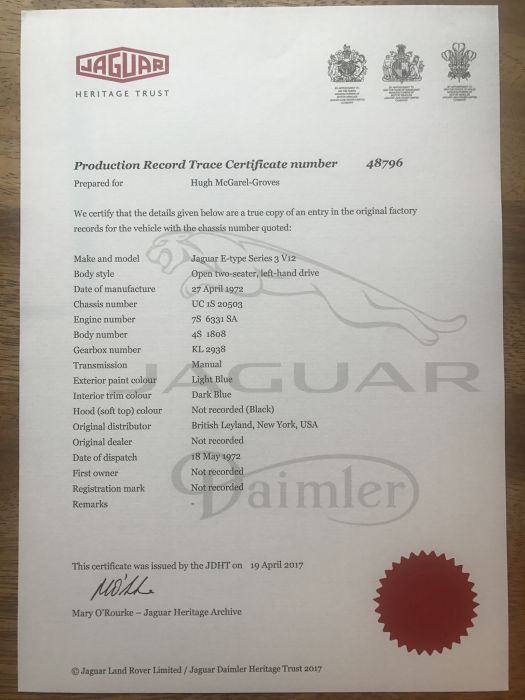 JAGUAR
HERITAGE TRUST
Production Record Trace Certificate number 48796
Prepared for Hugh McGarel-Groves
We certify that the details given below are a true copy of an entry in the original factory
records for the vehicle with the chassis number quoted:
Make and model Jaguar E-type Series 3 V12
Body style Open two-seater, left-hand drive
Date of manufacture 27 April 1972
Chassis number UC 1S 20503
Engine number 7S 6331 SA
Body number 4S 1808
Gearbox number KL 2938
Transmission Manual
Exterior paint colour Light Blue
Interior trim colour Dark Blue
Hood (soft top) colour Not recorded (Black)
Original distributor British Leyland, New York, USA
Original dealer Not recorded
Date of dispatch 18 May 1972
First owner Not recorded
Registration mark Not recorded
Remarks -
JAGUAR
Daimler
This certificate was issued by the JDHT on 19 April 2017
Mary O'Rourke – Jaguar Heritage Archive
© Jaguar Land Rover Limited / Jaguar Daimler Heritage Trust 2017